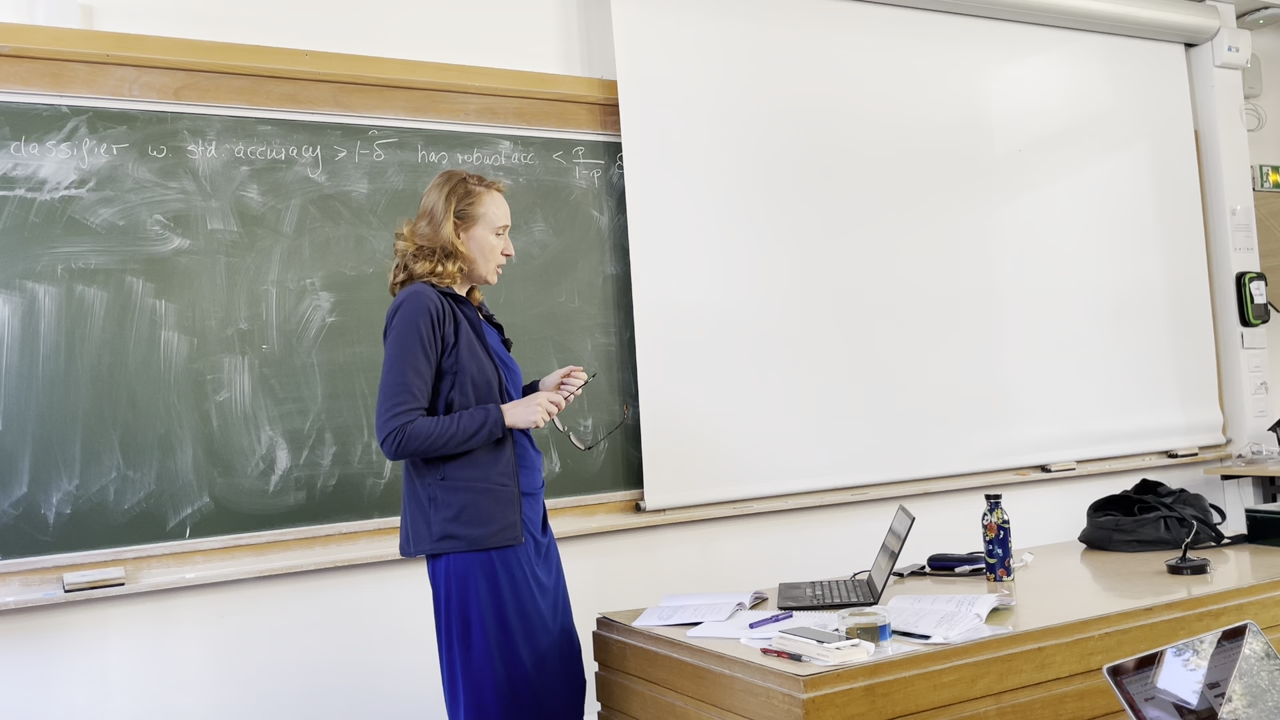 classifier w. std. accuracy > 1-δ̂ has robust acc. < p/(1-p)